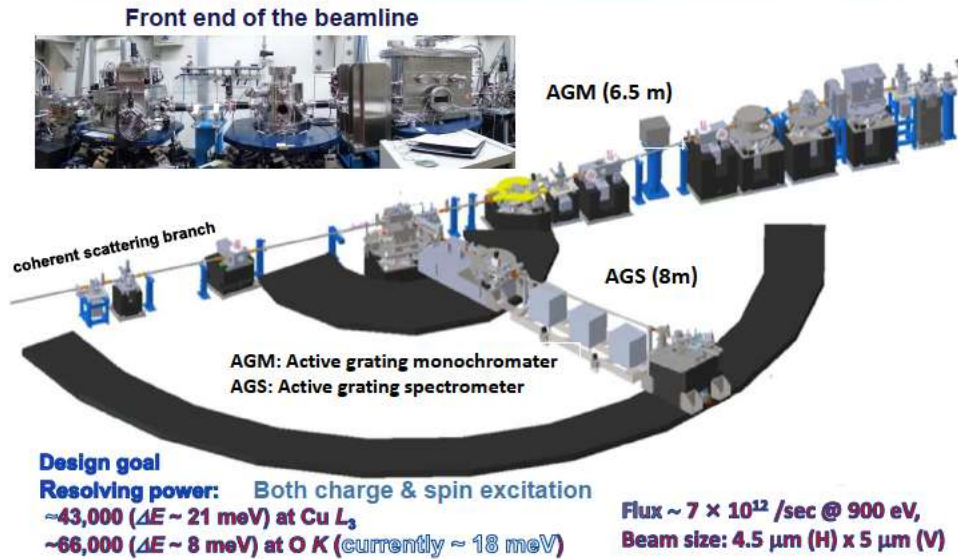 Front end of the beamline
AGM (6.5 m)
coherent scattering branch
AGS (8m)
AGM: Active grating monochromater
AGS: Active grating spectrometer
Design goal
Resolving power: Both charge & spin excitation
~43,000 (ΔE ~ 21 meV) at Cu L₃
~66,000 (ΔE ~ 8 meV) at O K (currently ~ 18 meV)
Flux ~ 7 × 10¹² /sec @ 900 eV,
Beam size: 4.5 µm (H) x 5 µm (V)